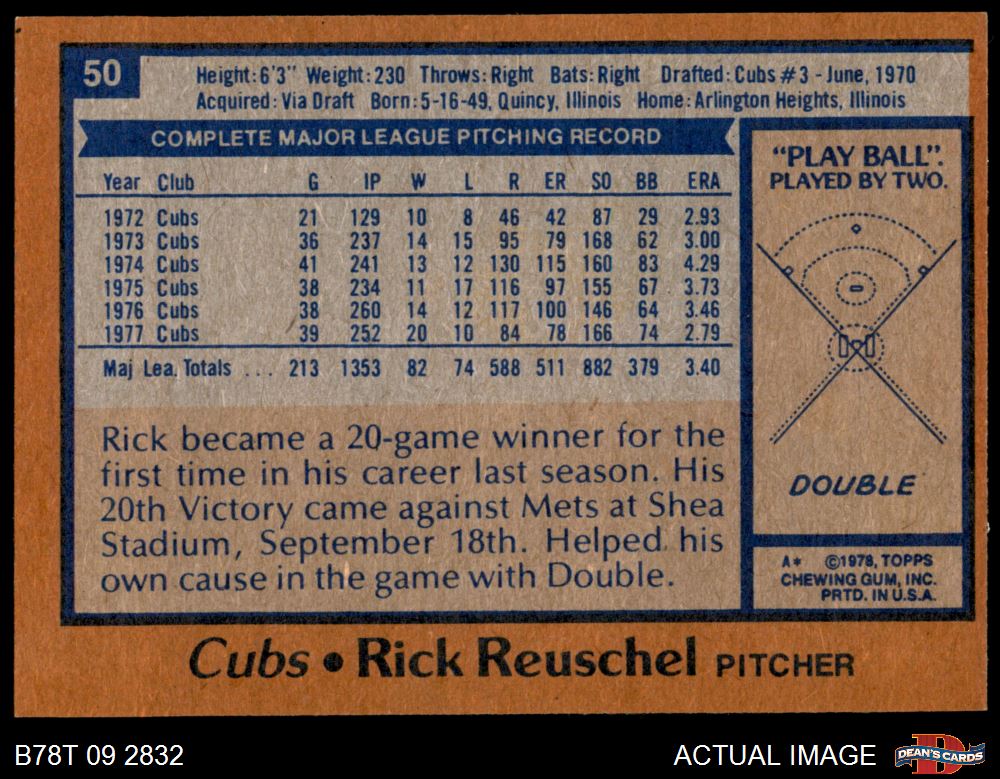 50
Height: 6'3" Weight: 230 Throws: Right Bats: Right Drafted: Cubs #3 - June, 1970
Acquired: Via Draft Born: 5-16-49, Quincy, Illinois Home: Arlington Heights, Illinois
COMPLETE MAJOR LEAGUE PITCHING RECORD
Year Club G IP W L R ER SO BB ERA
1972 Cubs 21 129 10 8 46 42 87 29 2.93
1973 Cubs 36 237 14 15 95 79 168 62 3.00
1974 Cubs 41 241 13 12 130 115 160 83 4.29
1975 Cubs 38 234 11 17 116 97 155 67 3.73
1976 Cubs 38 260 14 12 117 100 146 64 3.46
1977 Cubs 39 252 20 10 84 78 166 74 2.79
Maj Lea. Totals ... 213 1353 82 74 588 511 882 379 3.40
Rick became a 20-game winner for the
first time in his career last season. His
20th Victory came against Mets at Shea
Stadium, September 18th. Helped his
own cause in the game with Double.
"PLAY BALL".
PLAYED BY TWO.
DOUBLE
A* ©1978, TOPPS
CHEWING GUM, INC.
PRTD. IN U.S.A.
Cubs • Rick Reuschel PITCHER
B78T 09 2832
ACTUAL IMAGE
D
DEAN'S CARDS